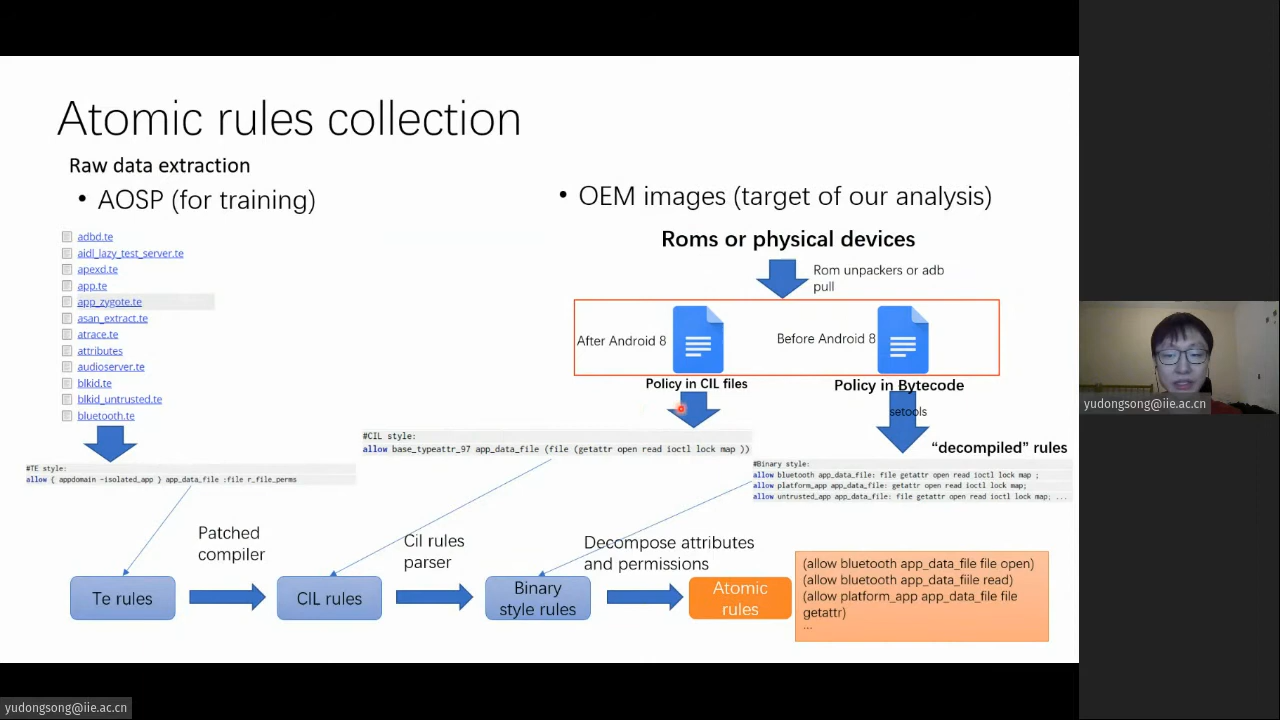 Atomic rules collection
Raw data extraction
• AOSP (for training)
adbd.te
aidl_lazy_test_server.te
apexd.te
app.te
app_zygote.te
asan_extract.te
atrace.te
attributes
audioserver.te
blkid.te
blkid_untrusted.te
bluetooth.te
#TE style:
allow { appdomain -isolated_app } app_data_file :file r_file_perms
• OEM images (target of our analysis)
Roms or physical devices
Rom unpackers or adb
pull
After Android 8
Before Android 8
Policy in CIL files
Policy in Bytecode
setools
#CIL style:
allow base_typeattr_97 app_data_file (file (getattr open read ioctl lock map ))
“decompiled” rules
#Binary style:
allow bluetooth app_data_file: file getattr open read ioctl lock map ;
allow platform_app app_data_file: getattr open read ioctl lock map;
allow untrusted_app app_data_file: file getattr open read ioctl lock map; ...
Patched
compiler
Cil rules
parser
Decompose attributes
and permissions
Te rules
CIL rules
Binary
style rules
Atomic
rules
(allow bluetooth app_data_file file open)
(allow bluetooth app_data_fiile read)
(allow platform_app app_data_file file
getattr)
...
yudongsong@iie.ac.cn
yudongsong@iie.ac.cn